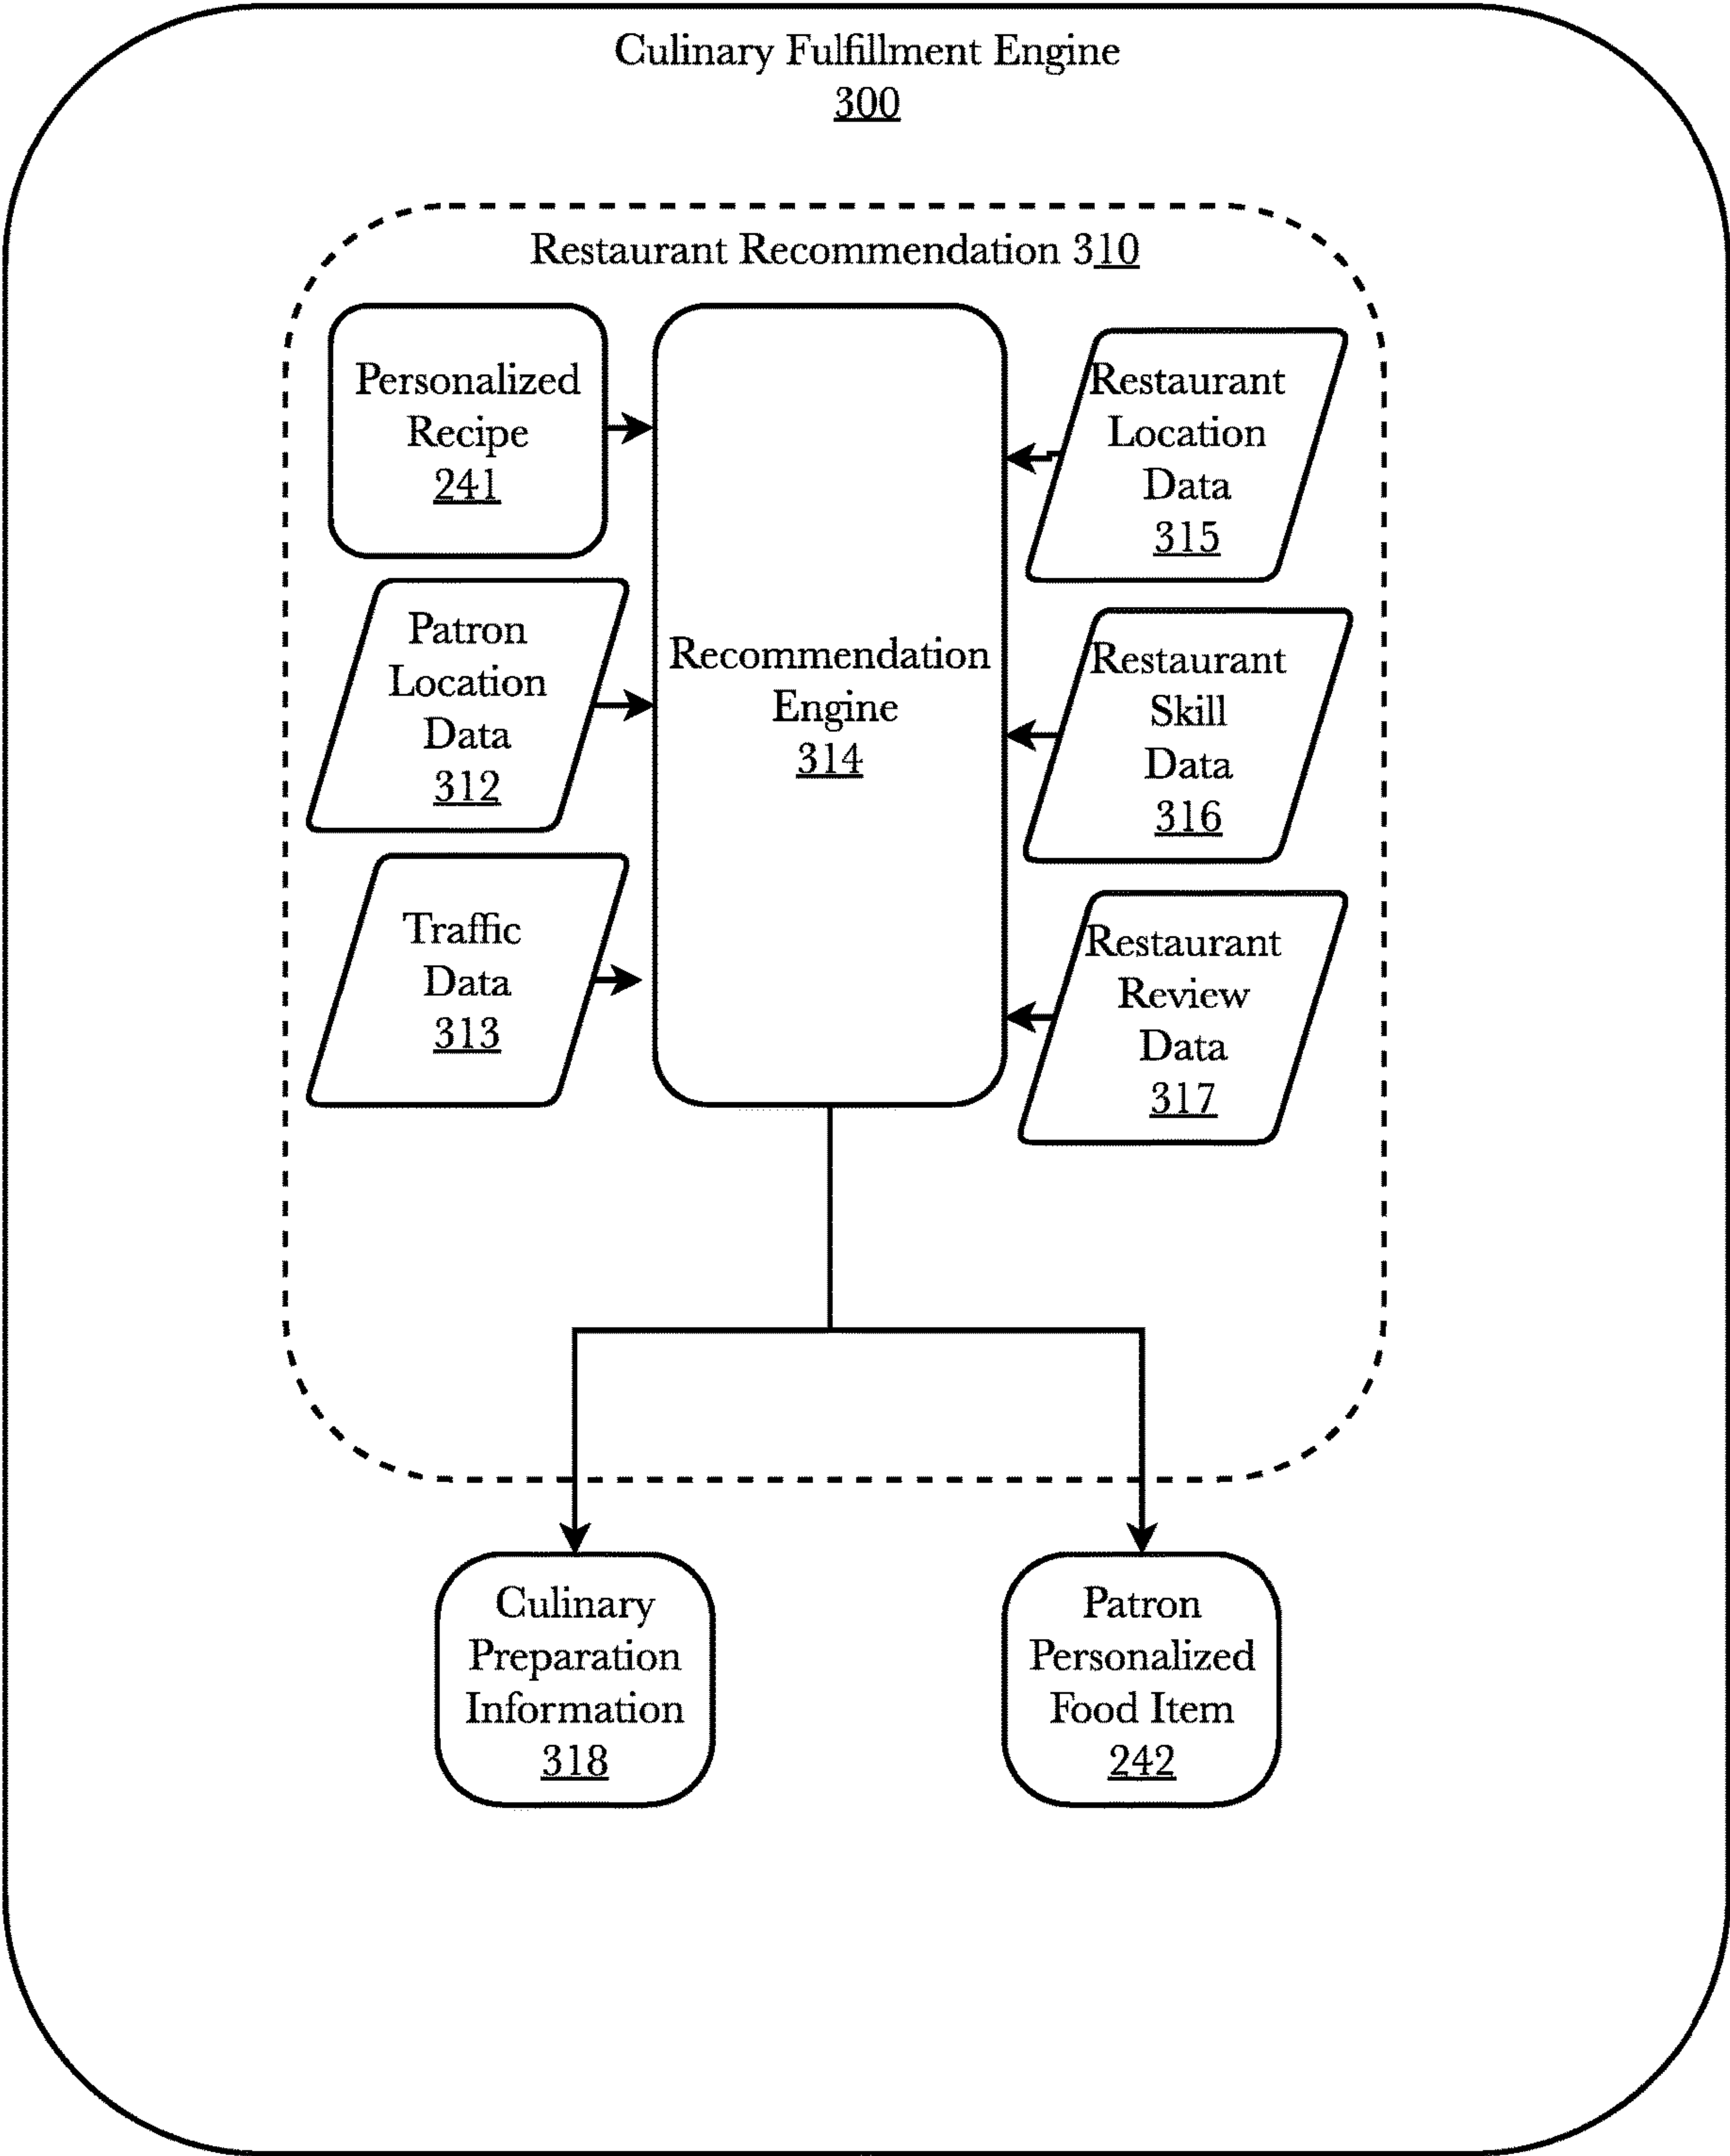 Culinary Fulfillment Engine
300
Restaurant Recommendation 310
Personalized
Recipe
241
Patron
Location
Data
312
Traffic
Data
313
Recommendation
Engine
314
Restaurant
Location
Data
315
Restaurant
Skill
Data
316
Restaurant
Review
Data
317
Culinary
Preparation
Information
318
Patron
Personalized
Food Item
242